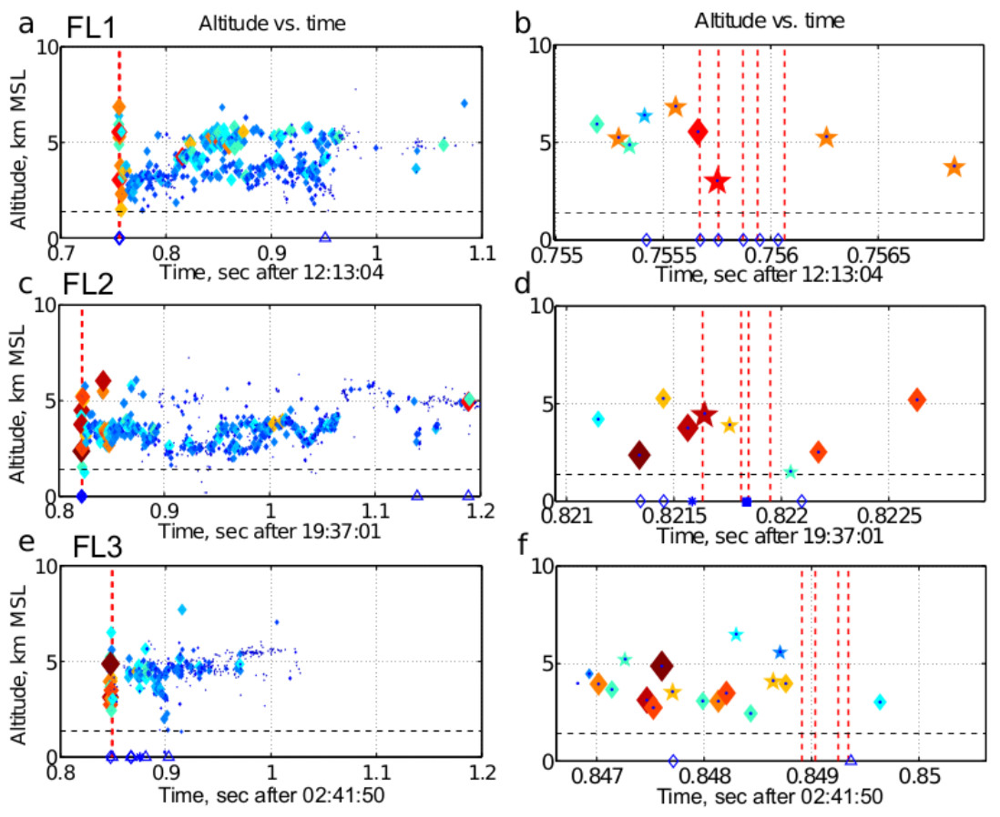 a FL1 Altitude vs. time
10
5
0
Altitude, km MSL
0.7 0.8 0.9 1 1.1
Time, sec after 12:13:04
b Altitude vs. time
10
5
0
0.755 0.7555 0.756 0.7565
Time, sec after 12:13:04
c FL2
10
5
0
Altitude, km MSL
0.8 0.9 1 1.1 1.2
Time, sec after 19:37:01
d
10
5
0
0.821 0.8215 0.822 0.8225
Time, sec after 19:37:01
e FL3
10
5
0
Altitude, km MSL
0.8 0.9 1 1.1 1.2
Time, sec after 02:41:50
f
10
5
0
0.847 0.848 0.849 0.85
Time, sec after 02:41:50